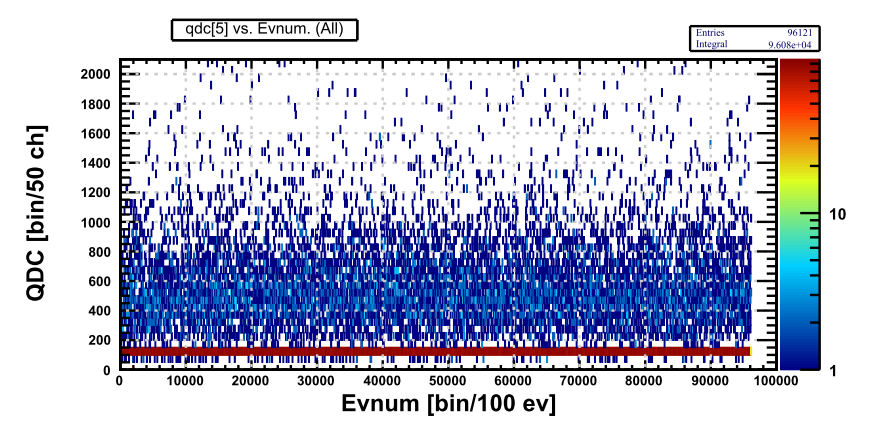 qdc[5] vs. Evnum. (All)
Entries 96121
Integral 9.608e+04
QDC [bin/50 ch]
2000
1800
1600
1400
1200
1000
800
600
400
200
0
10
1
0 10000 20000 30000 40000 50000 60000 70000 80000 90000 100000
Evnum [bin/100 ev]